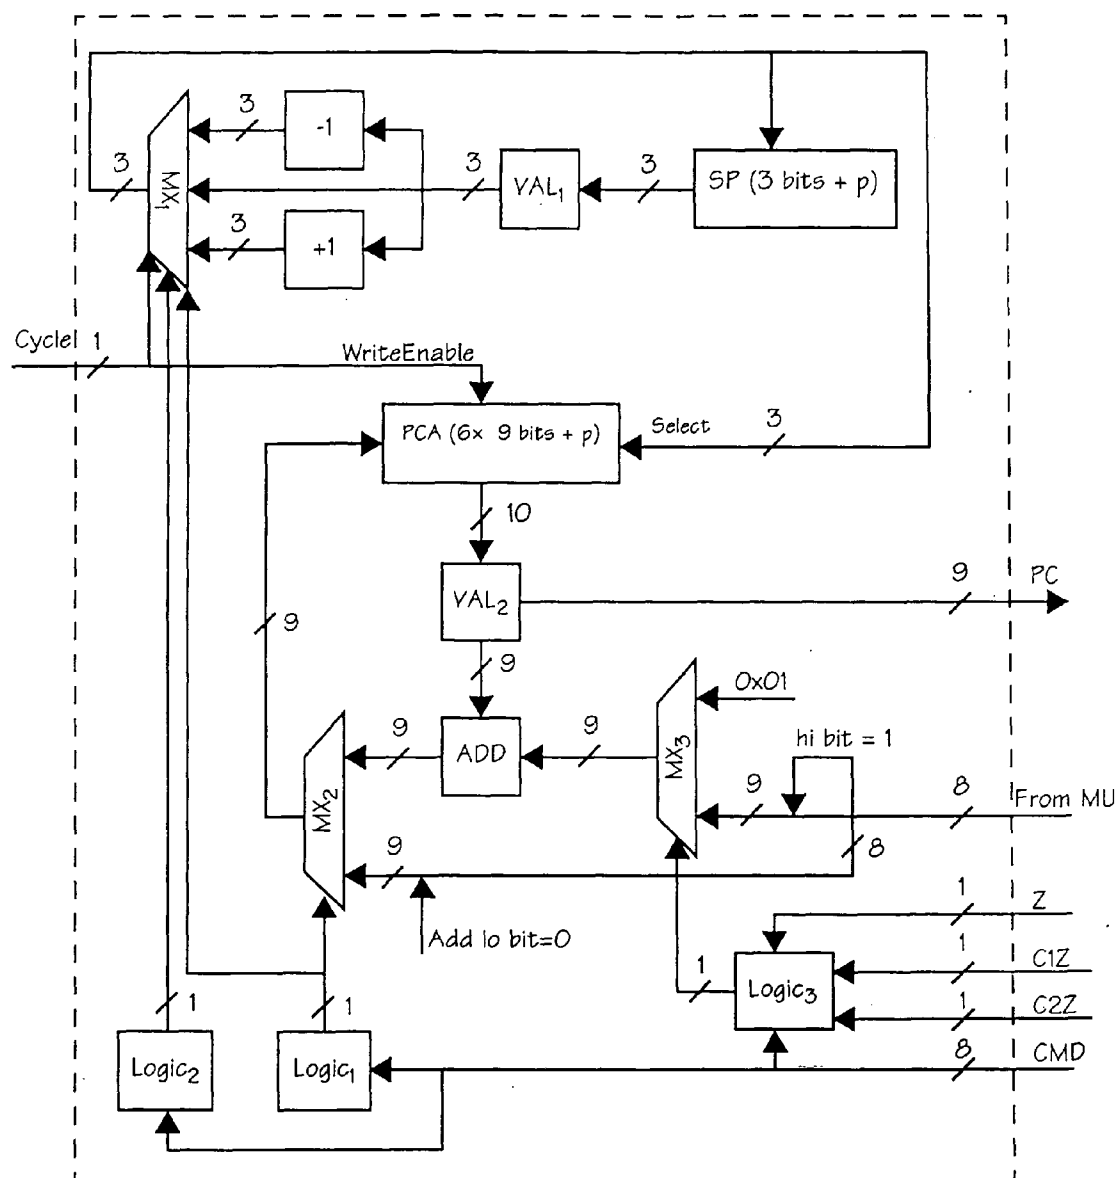 3
-1
3
MX1
3
VAL1
3
SP (3 bits + p)
3
+1
Cycle1 1
WriteEnable
PCA (6x 9 bits + p)
Select
3
10
VAL2
9
PC
9
9
0x01
hi bit = 1
9
ADD
9
MX3
MX2
9
8
From MU
9
8
Add lo bit=0
1
Z
1
C1Z
1
Logic3
1
C2Z
1
1
Logic2
Logic1
8
CMD